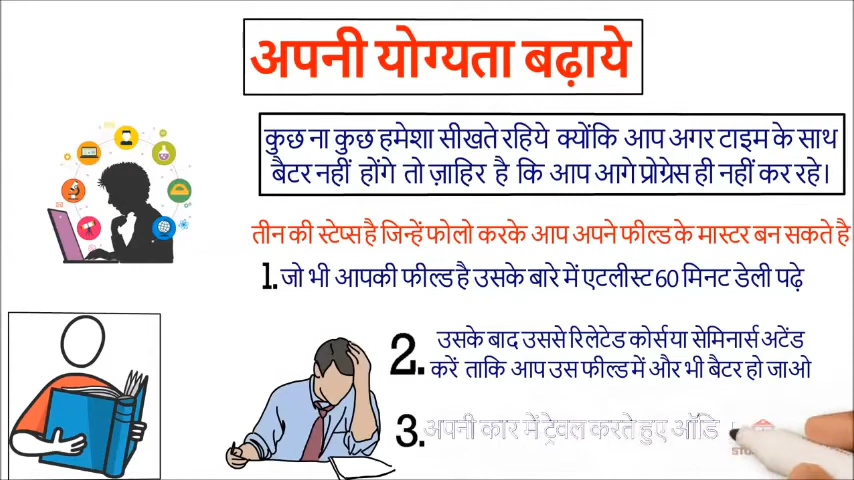 अपनी योग्यता बढ़ाये
कुछ ना कुछ हमेशा सीखते रहिये क्योंकि आप अगर टाइम के साथ
बैटर नहीं होंगे तो ज़ाहिर है कि आप आगे प्रोग्रेस ही नहीं कर रहे।
तीन की स्टेप्स है जिन्हें फोलो करके आप अपने फील्ड के मास्टर बन सकते है
1. जो भी आपकी फील्ड है उसके बारे में एटलीस्ट 60 मिनट डेली पढ़े
2. उसके बाद उससे रिलेटेड कोर्स या सेमिनार्स अटेंड
करें ताकि आप उस फील्ड में और भी बैटर हो जाओ
3. अपनी कार में ट्रेवल करते हुए ऑडि